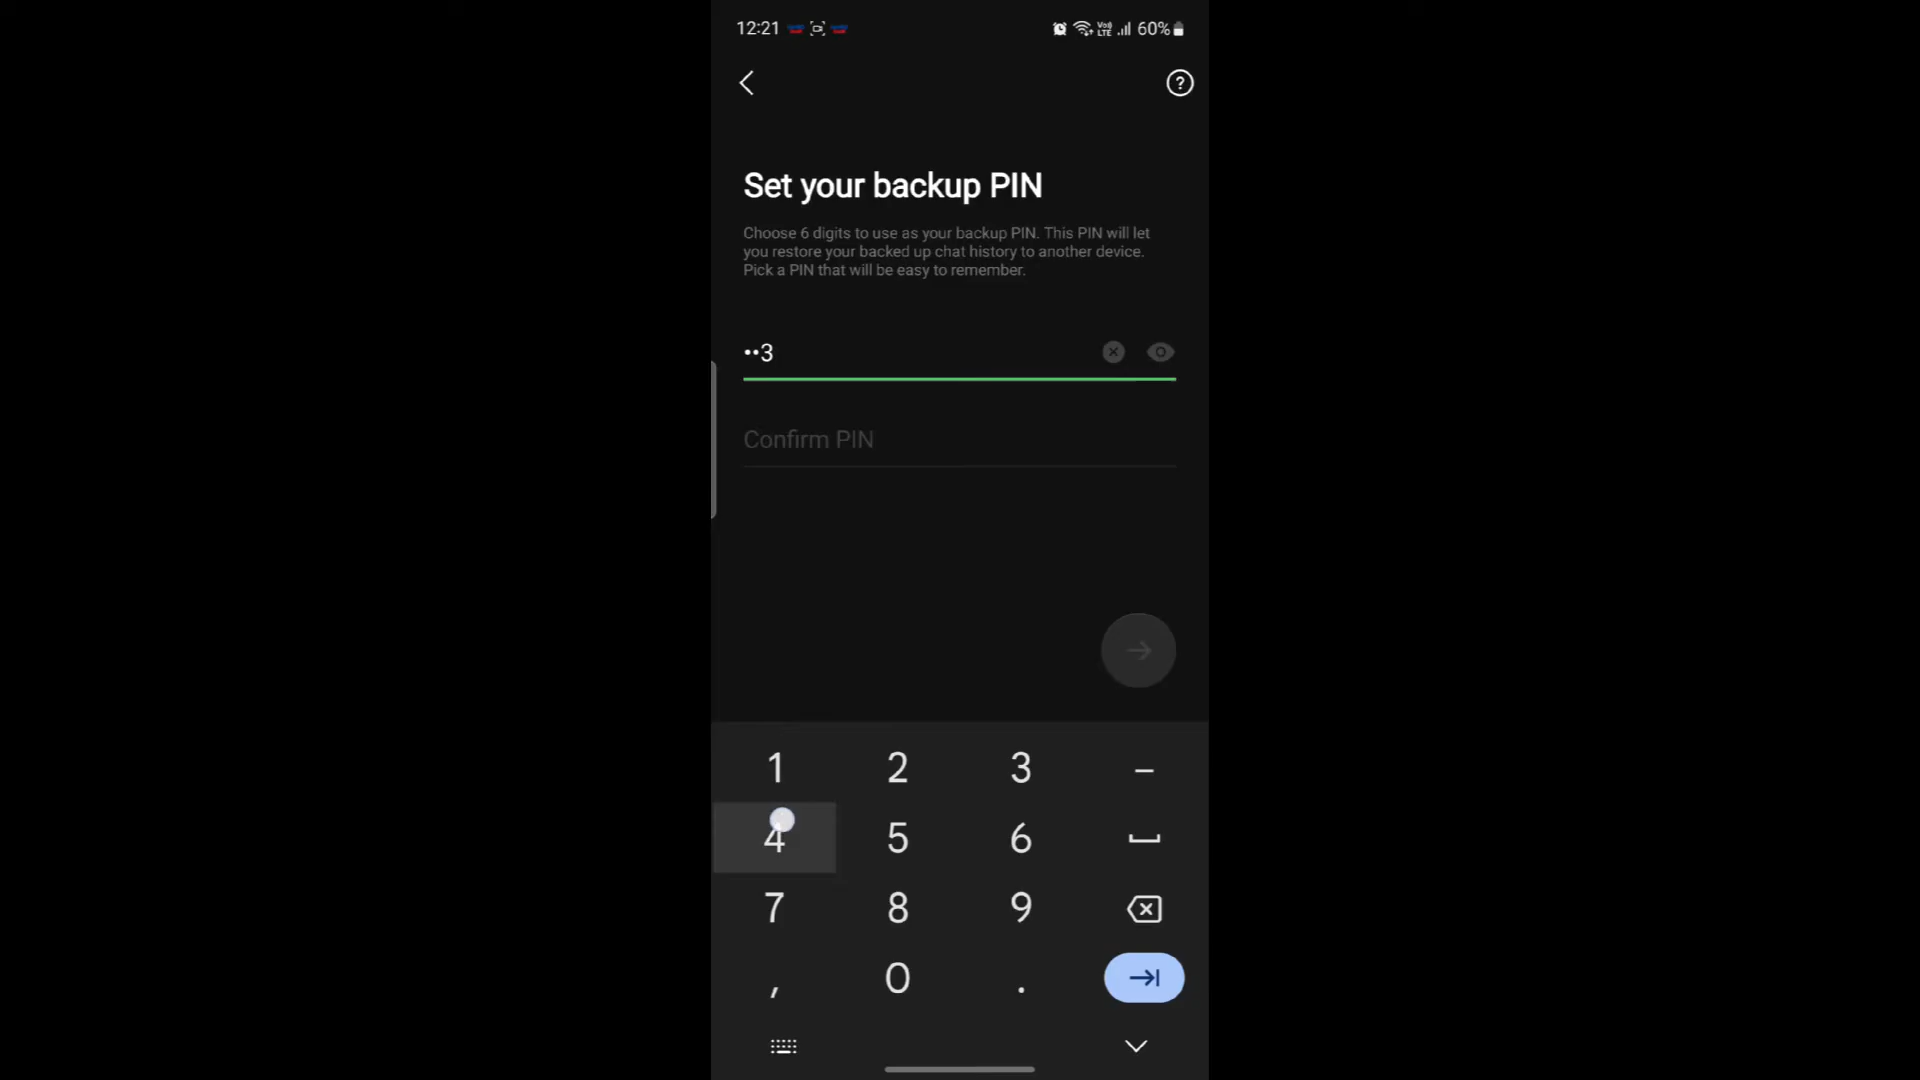 12:21
Vo)) LTE 60%
?
Set your backup PIN
Choose 6 digits to use as your backup PIN. This PIN will let
you restore your backed up chat history to another device.
Pick a PIN that will be easy to remember.
••3
Confirm PIN
1 2 3 –
4 5 6
7 8 9
, 0 .